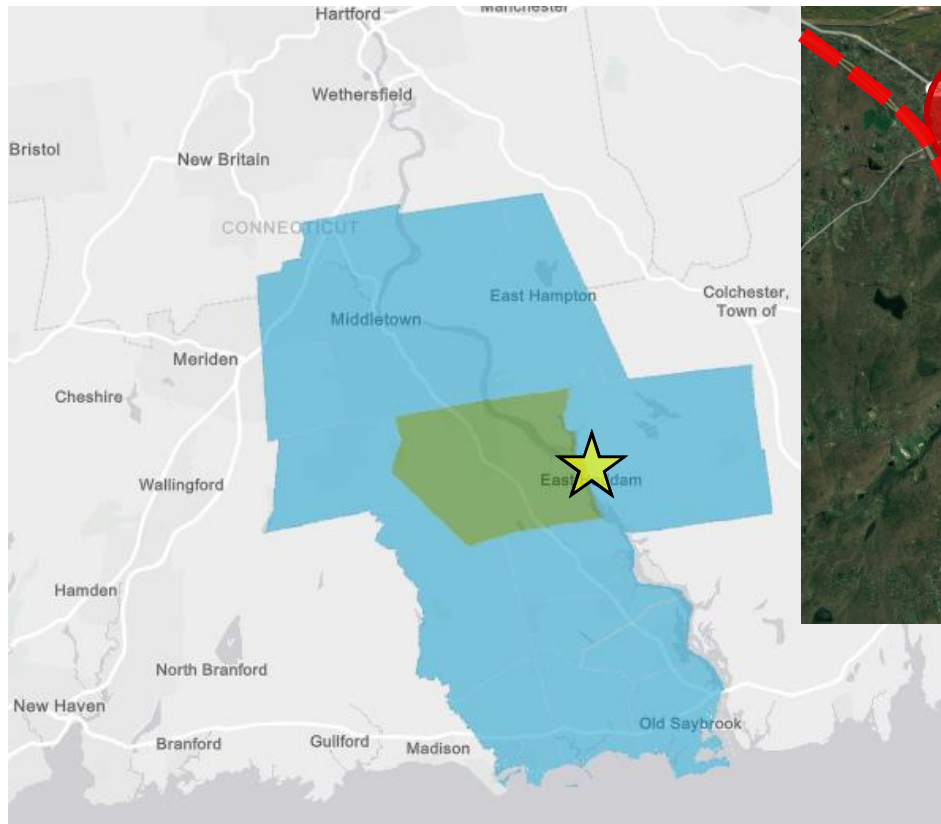 Hartford
Manchester
Wethersfield
Bristol
New Britain
CONNECTICUT
East Hampton
Colchester,
Town of
Middletown
Meriden
Cheshire
Wallingford
Hamden
North Branford
New Haven
Old Saybrook
Branford
Guilford
Madison